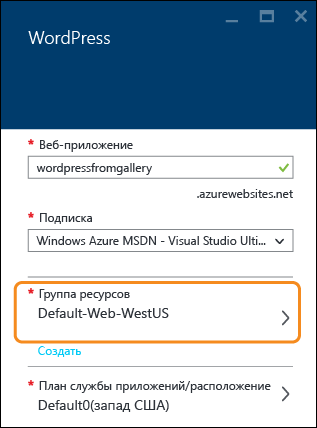 WordPress
* Веб-приложение
wordpressfromgallery
.azurewebsites.net
* Подписка
Windows Azure MSDN - Visual Studio Ulti...
* Группа ресурсов
Default-Web-WestUS
Создать
* План службы приложений/расположение
Default0(запад США)